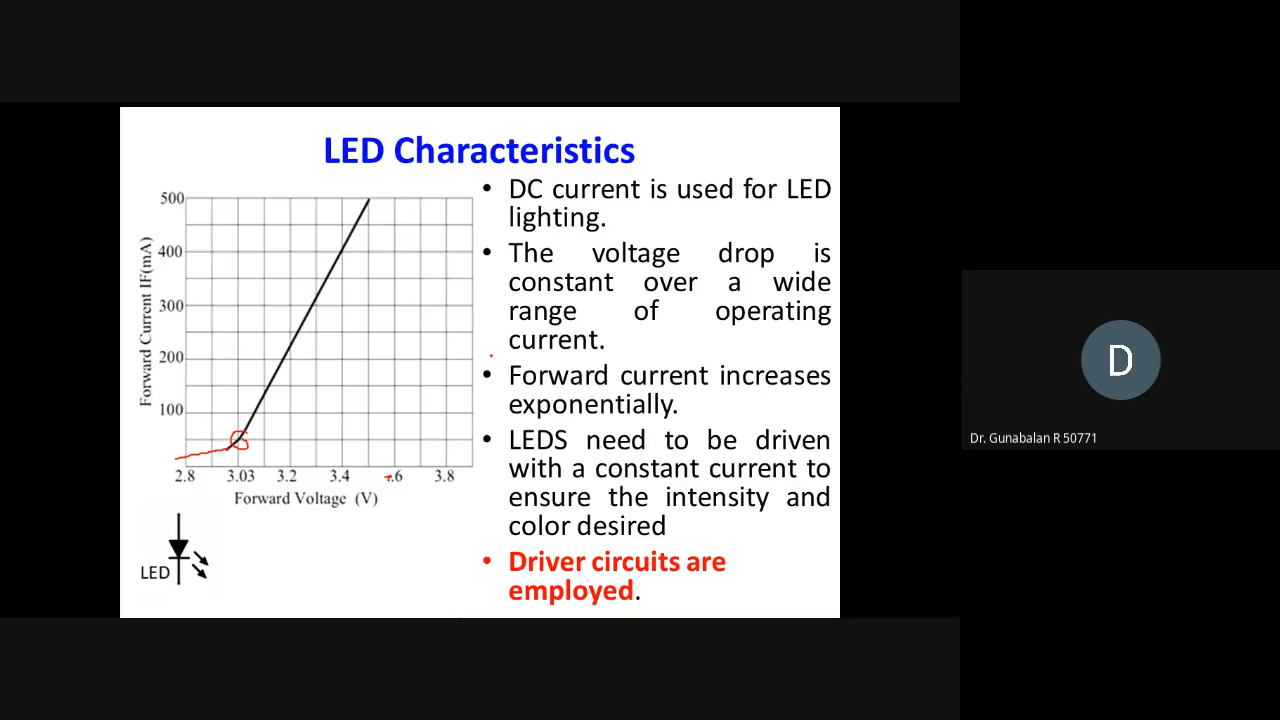 LED Characteristics
500
400
300
200
100
Forward Current IF(mA)
2.8 3.03 3.2 3.4 .6 3.8
Forward Voltage (V)
LED
• DC current is used for LED
lighting.
• The voltage drop is
constant over a wide
range of operating
current.
• Forward current increases
exponentially.
• LEDS need to be driven
with a constant current to
ensure the intensity and
color desired
• Driver circuits are
employed.
D
Dr. Gunabalan R 50771